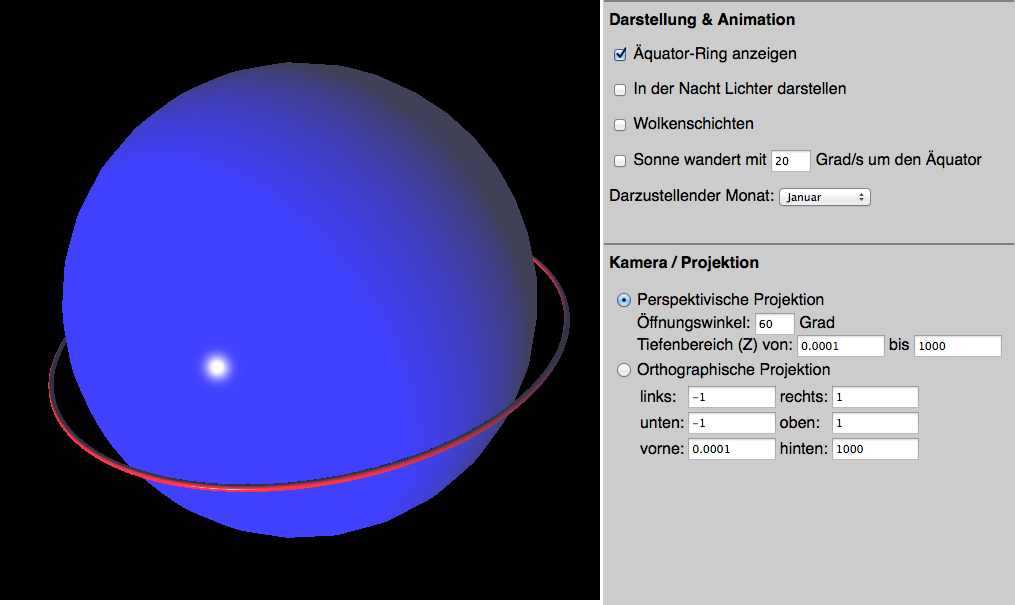 Darstellung & Animation
Äquator-Ring anzeigen
In der Nacht Lichter darstellen
Wolkenschichten
Sonne wandert mit 20 Grad/s um den Äquator
Darzustellender Monat: Januar
Kamera / Projektion
Perspektivische Projektion
Öffnungswinkel: 60 Grad
Tiefenbereich (Z) von: 0.0001 bis 1000
Orthographische Projektion
links: -1 rechts: 1
unten: -1 oben: 1
vorne: 0.0001 hinten: 1000